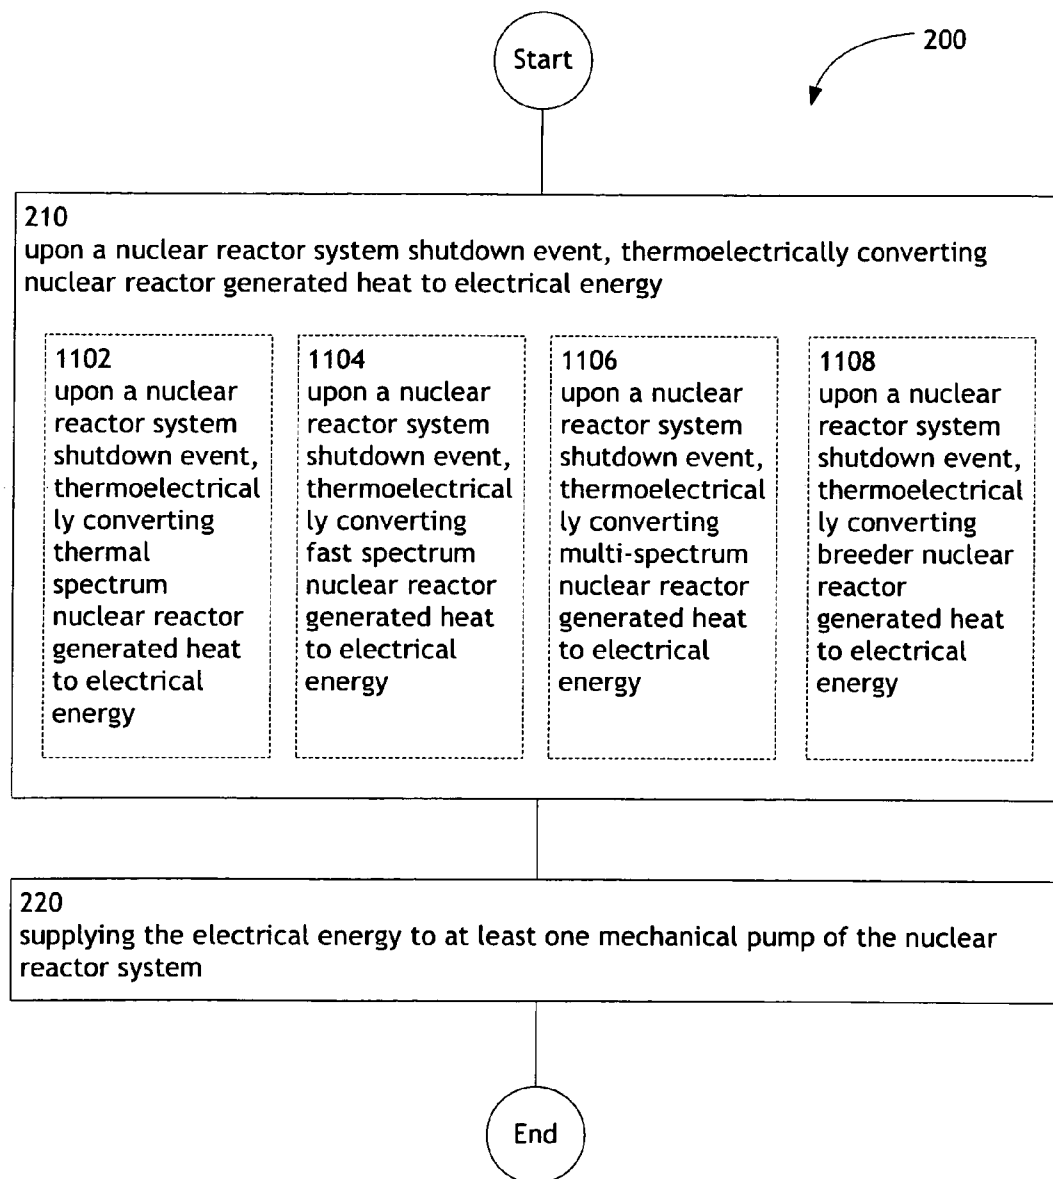 Start
200
210
upon a nuclear reactor system shutdown event, thermoelectrically converting
nuclear reactor generated heat to electrical energy
1102
upon a nuclear
reactor system
shutdown event,
thermoelectrical
ly converting
thermal
spectrum
nuclear reactor
generated heat
to electrical
energy
1104
upon a nuclear
reactor system
shutdown event,
thermoelectrical
ly converting
fast spectrum
nuclear reactor
generated heat
to electrical
energy
1106
upon a nuclear
reactor system
shutdown event,
thermoelectrical
ly converting
multi-spectrum
nuclear reactor
generated heat
to electrical
energy
1108
upon a nuclear
reactor system
shutdown event,
thermoelectrical
ly converting
breeder nuclear
reactor
generated heat
to electrical
energy
220
supplying the electrical energy to at least one mechanical pump of the nuclear
reactor system
End